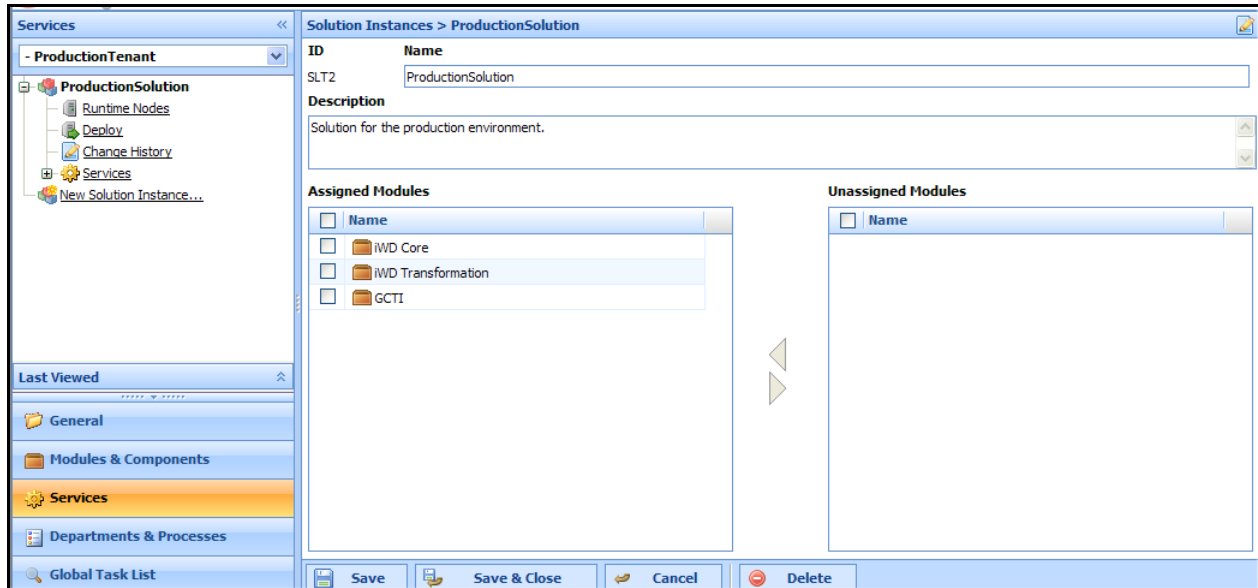 Services
- ProductionTenant
ProductionSolution
Runtime Nodes
Deploy
Change History
Services
New Solution Instance...
Last Viewed
General
Modules & Components
Services
Departments & Processes
Global Task List
Solution Instances > ProductionSolution
ID Name
SLT2 ProductionSolution
Description
Solution for the production environment.
Assigned Modules
Name
iWD Core
iWD Transformation
GCTI
Unassigned Modules
Name
Save Save & Close Cancel Delete